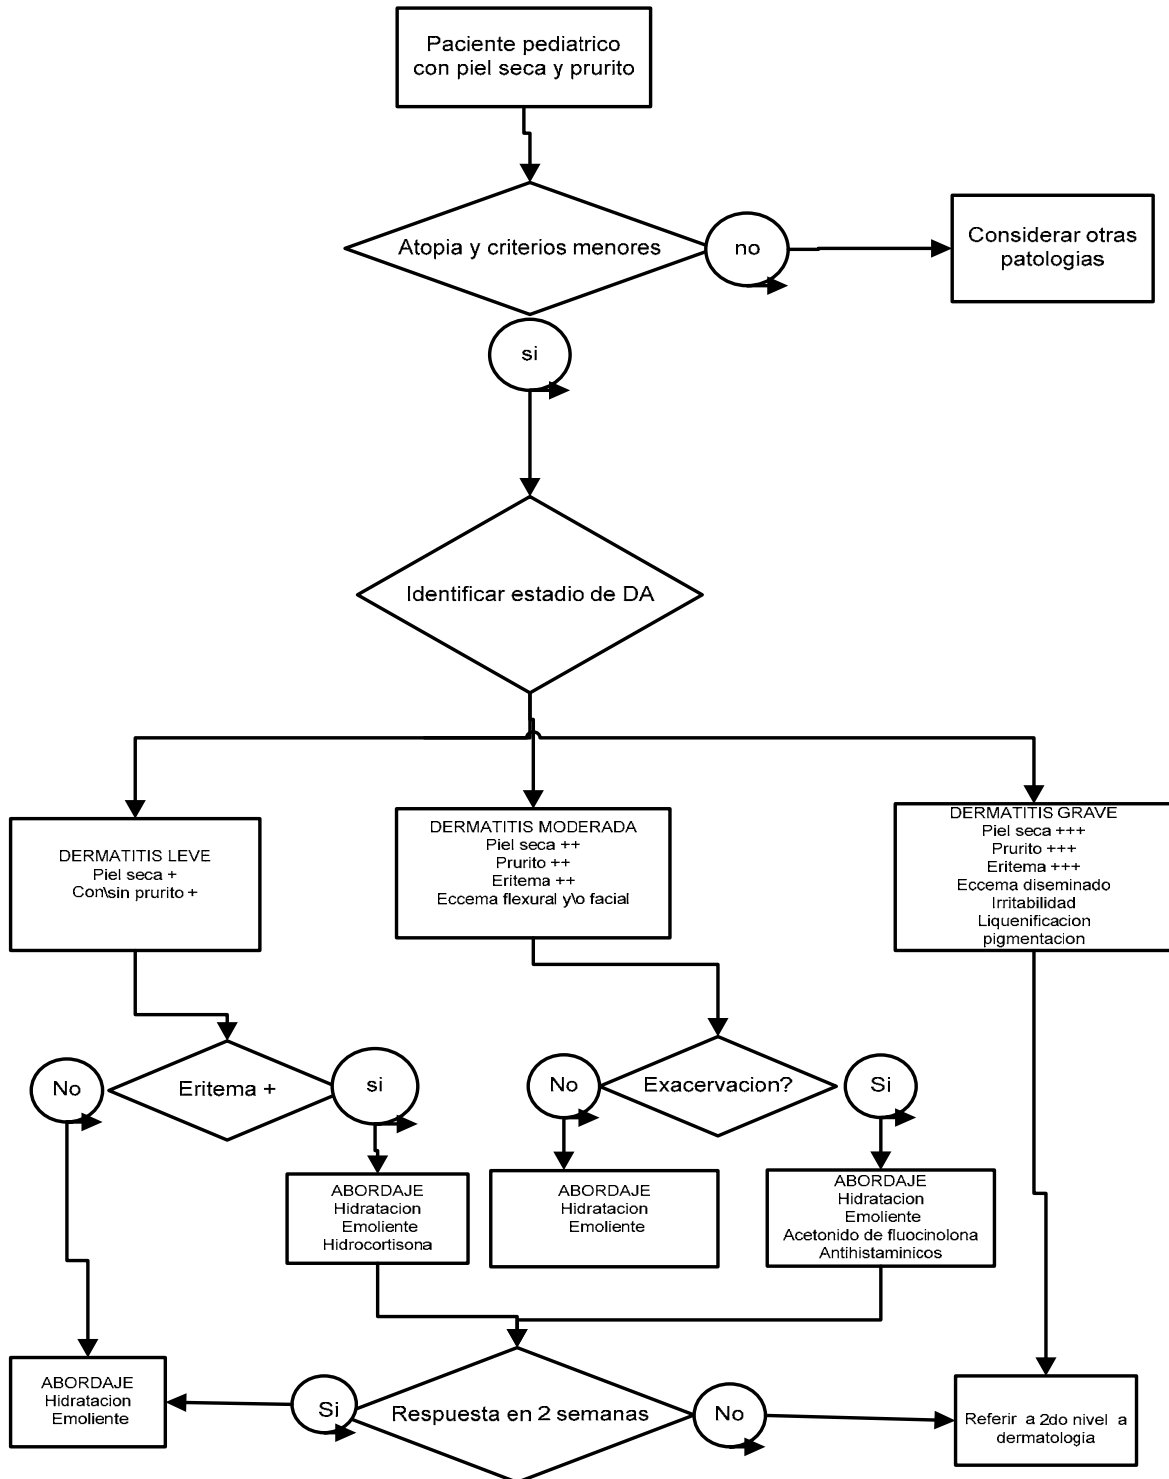 Paciente pediatrico
con piel seca y prurito
Atopia y criterios menores
no
Considerar otras
patologias
si
Identificar estadio de DA
DERMATITIS LEVE
Piel seca +
Con\sin prurito +
DERMATITIS MODERADA
Piel seca ++
Prurito ++
Eritema ++
Eccema flexural y\o facial
DERMATITIS GRAVE
Piel seca +++
Prurito +++
Eritema +++
Eccema diseminado
Irritabilidad
Liquenificacion
pigmentacion
No
Eritema +
si
No
Exacervacion?
Si
ABORDAJE
Hidratacion
Emoliente
Hidrocortisona
ABORDAJE
Hidratacion
Emoliente
ABORDAJE
Hidratacion
Emoliente
Acetonido de fluocinolona
Antihistaminicos
ABORDAJE
Hidratacion
Emoliente
Si
Respuesta en 2 semanas
No
Referir a 2do nivel a
dermatología